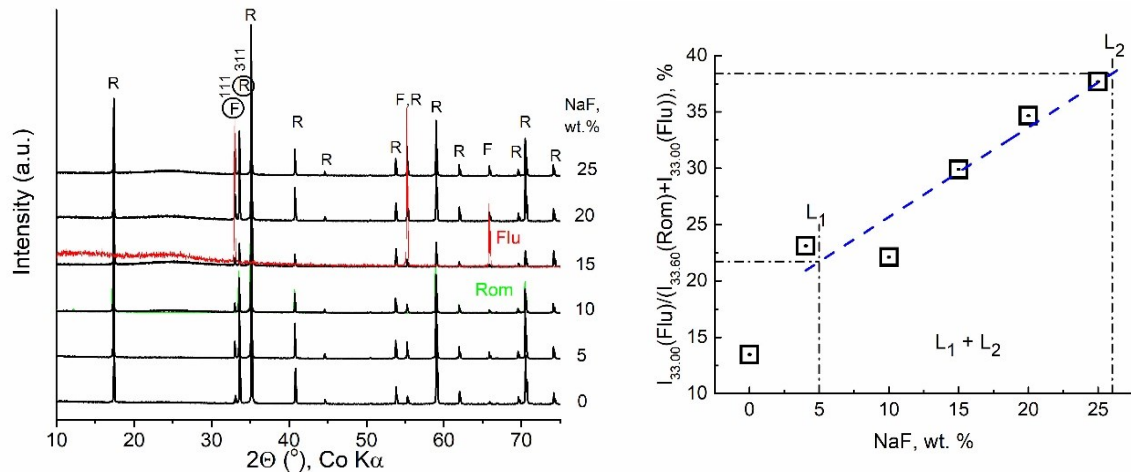 R
111
311
F
R
R
R
R
F,R
R
R
R
F
R
R
R
NaF,
wt.%
25
20
15
10
5
0
Flu
Rom
Intensity (a.u.)
10 20 30 40 50 60 70
2Θ (°), Co Kα
I33.00(Flu)/(I33.60(Rom)+I33.00(Flu)), %
40
35
30
25
20
15
10
L1
L2
L1 + L2
0 5 10 15 20 25
NaF, wt. %